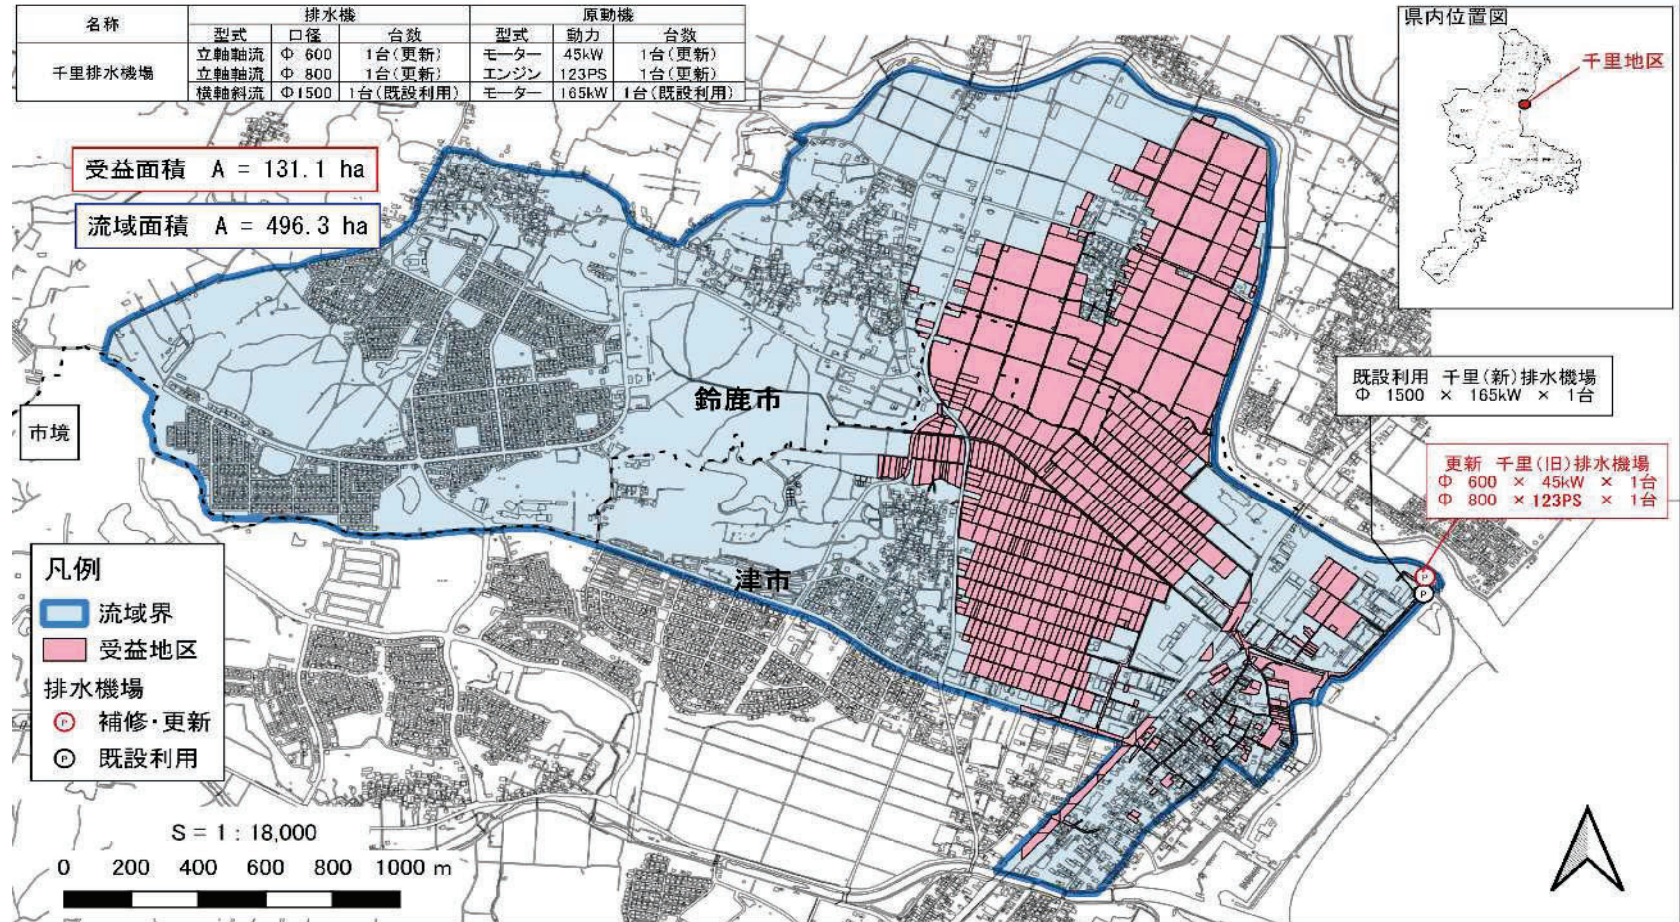 名称 排水機 原動機
型式 口径 台数 型式 動力 台数
千里排水機場 立軸軸流 Φ 600 1台(更新) モーター 45kW 1台(更新)
立軸軸流 Φ 800 1台(更新) エンジン 123PS 1台(更新)
横軸斜流 Φ1500 1台(既設利用) モーター 165kW 1台(既設利用)
県内位置図
千里地区
受益面積 A = 131.1 ha
流域面積 A = 496.3 ha
既設利用 千里(新)排水機場
Φ 1500 × 165kW × 1台
鈴鹿市
市境
更新 千里(旧)排水機場
Φ 600 × 45kW × 1台
Φ 800 × 123PS × 1台
津市
P
P
凡例
流域界
受益地区
排水機場
P 補修・更新
P 既設利用
S = 1 : 18,000
0 200 400 600 800 1000 m